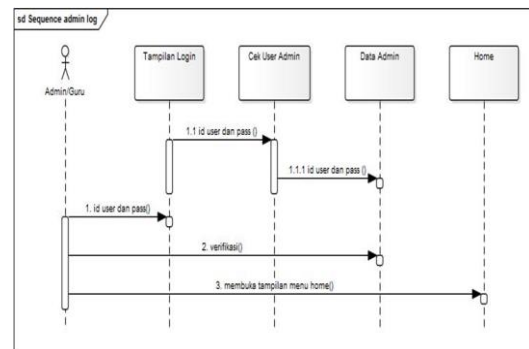 sd Sequence admin log
Admin/Guru
Tampilan Login
Cek User Admin
Data Admin
Home
1.1 id user dan pass ()
1.1.1 id user dan pass ()
1. id user dan pass()
2. verifikasi()
3. membuka tampilan menu home()